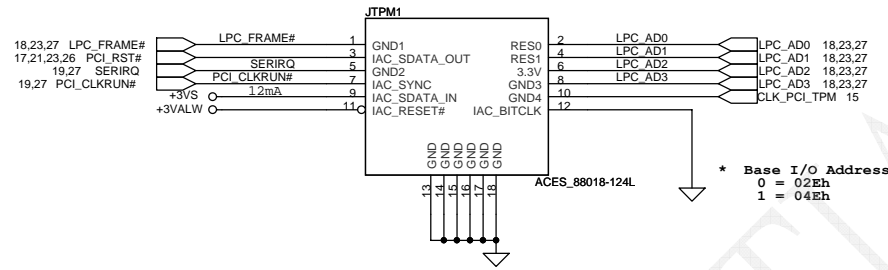 JTPM1
18,23,27 LPC_FRAME# LPC_FRAME# 1 GND1 RES0 2 LPC_AD0 LPC_AD0 18,23,27
17,21,23,26 PCI_RST# 3 IAC_SDATA_OUT RES1 4 LPC_AD1 LPC_AD1 18,23,27
19,27 SERIRQ SERIRQ 5 GND2 3.3V 6 LPC_AD2 LPC_AD2 18,23,27
19,27 PCI_CLKRUN# PCI_CLKRUN# 7 IAC_SYNC GND3 8 LPC_AD3 LPC_AD3 18,23,27
+3VS 12mA 9 IAC_SDATA_IN GND4 10 CLK_PCI_TPM 15
+3VALW 11 IAC_RESET# IAC_BITCLK 12
GND GND GND GND GND GND
13 14 15 16 17 18
ACES_88018-124L
* Base I/O Address
0 = 02Eh
1 = 04Eh